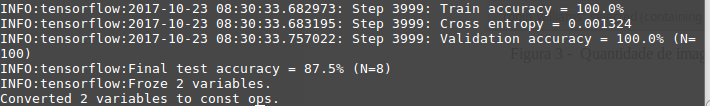 INFO:tensorflow:2017-10-23 08:30:33.682973: Step 3999: Train accuracy = 100.0%
INFO:tensorflow:2017-10-23 08:30:33.683195: Step 3999: Cross entropy = 0.001324
INFO:tensorflow:2017-10-23 08:30:33.757022: Step 3999: Validation accuracy = 100.0% (N=
100)
INFO:tensorflow:Final test accuracy = 87.5% (N=8)
INFO:tensorflow:Froze 2 variables.
Converted 2 variables to const ops.
Figura 3 - Quantidade de imag